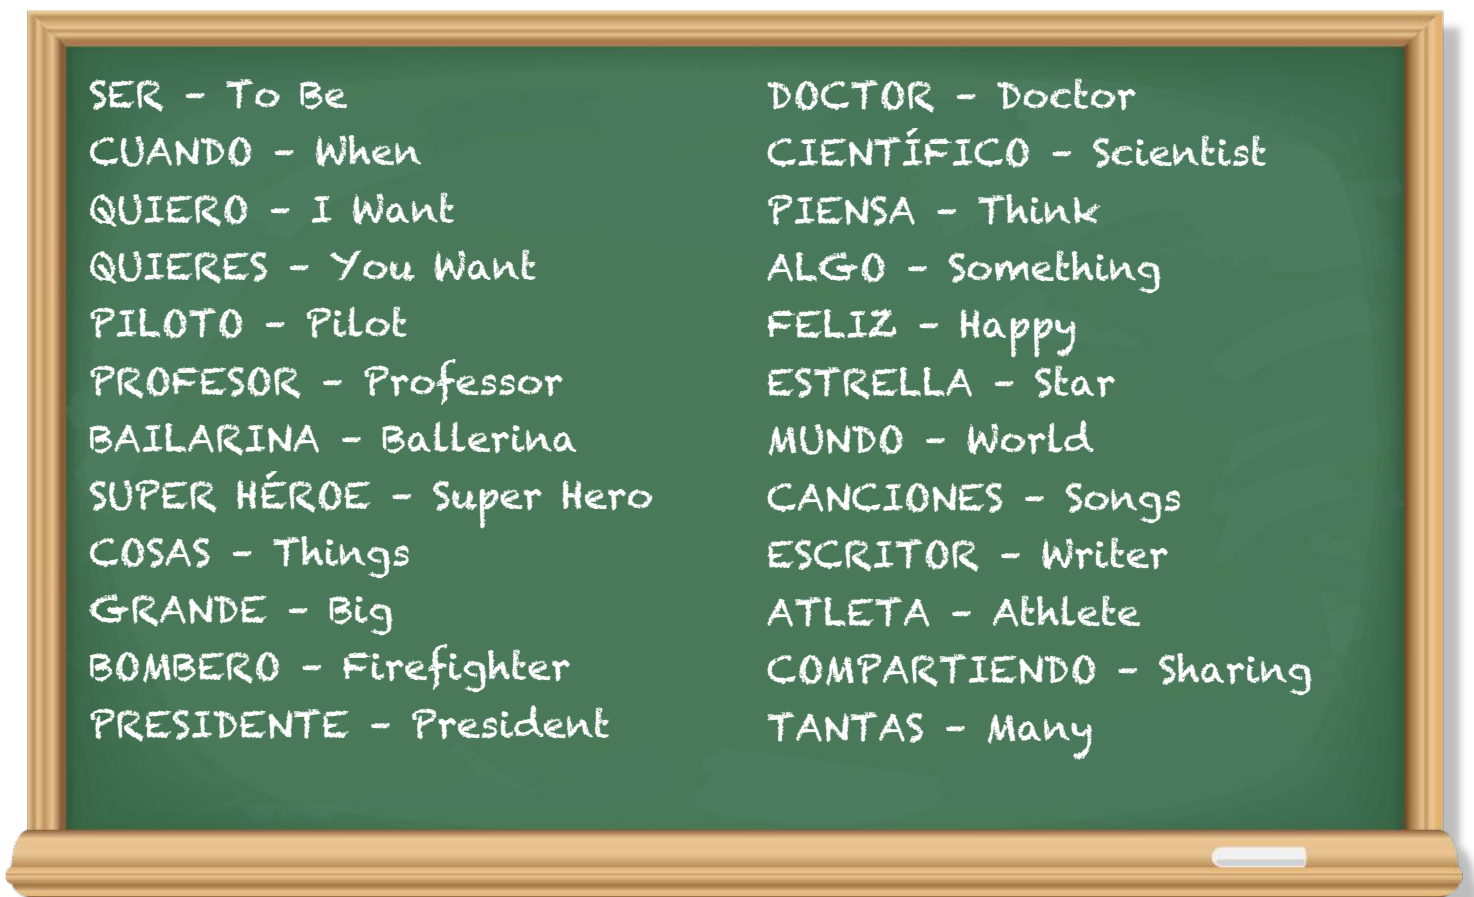 SER - To Be
CUANDO - When
QUIERO - I Want
QUIERES - You Want
PILOTO - Pilot
PROFESOR - Professor
BAILARINA - Ballerina
SUPER HÉROE - Super Hero
COSAS - Things
GRANDE - Big
BOMBERO - Firefighter
PRESIDENTE - President
DOCTOR - Doctor
CIENTÍFICO - Scientist
PIENSA - Think
ALGO - Something
FELIZ - Happy
ESTRELLA - Star
MUNDO - World
CANCIONES - Songs
ESCRITOR - Writer
ATLETA - Athlete
COMPARTIENDO - Sharing
TANTAS - Many